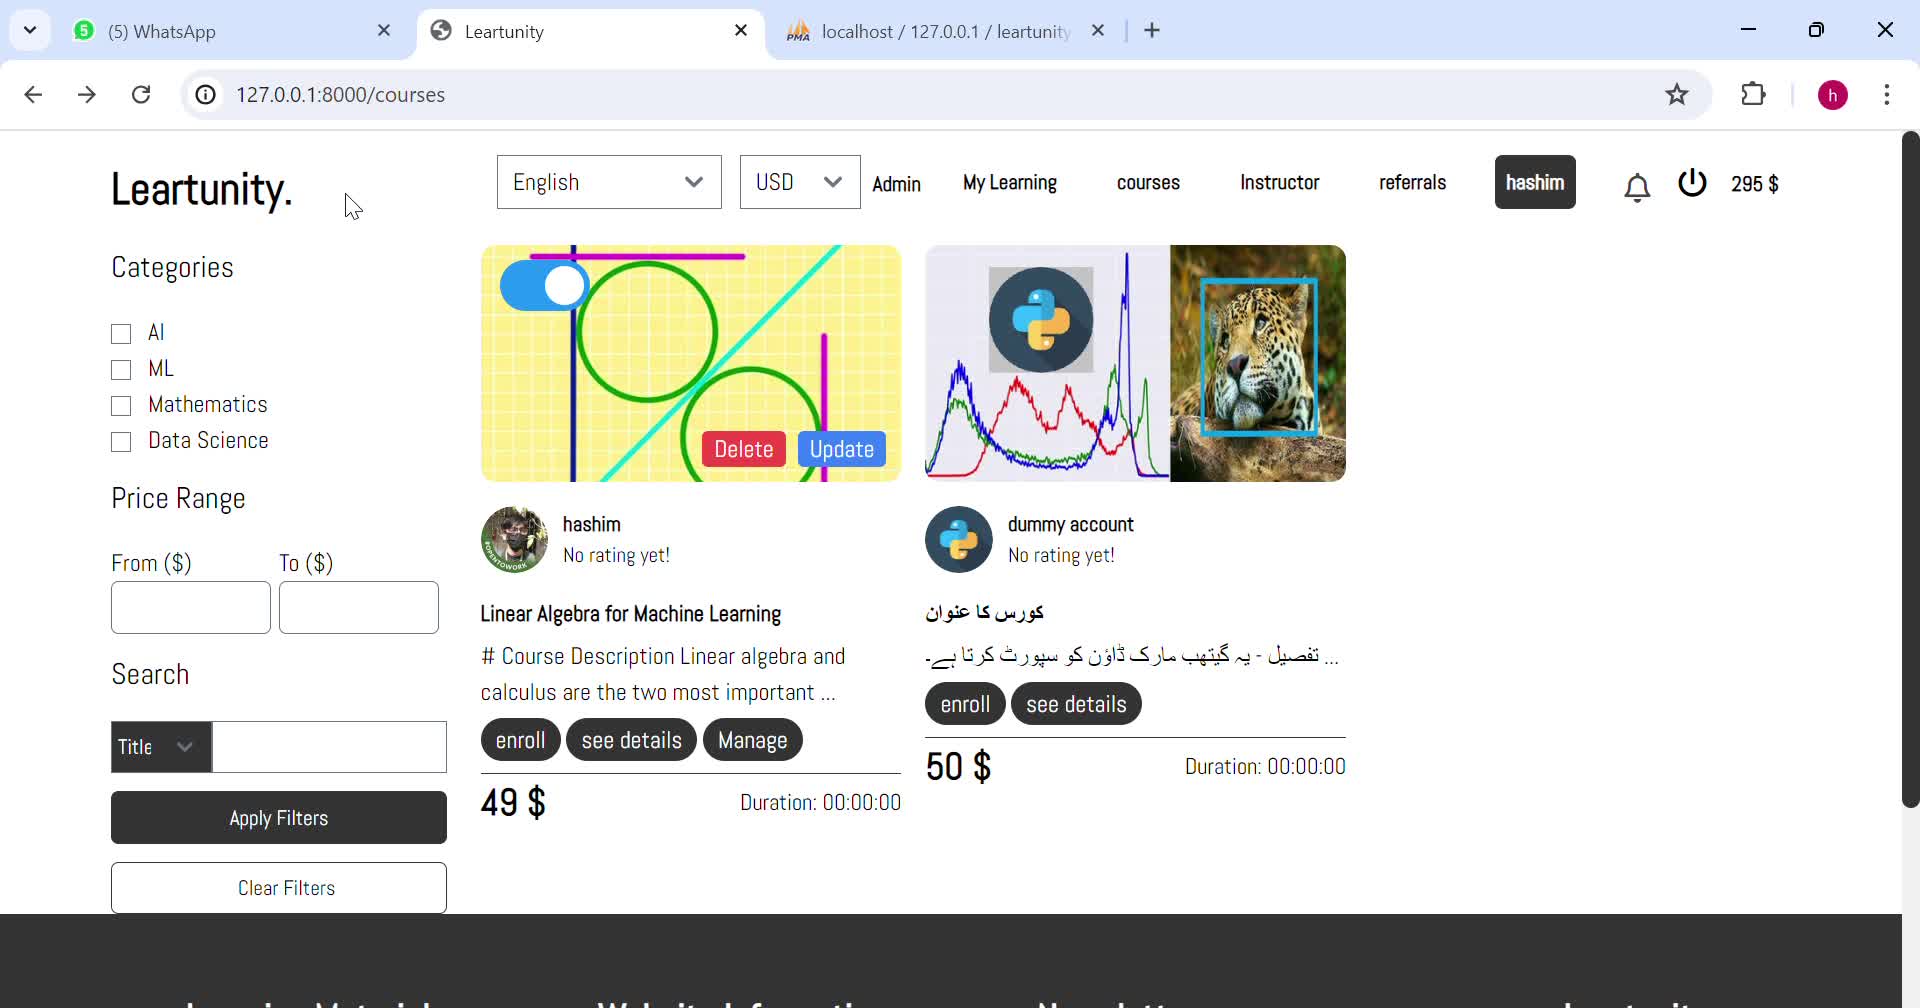 5
(5) WhatsApp
Leartunity
PMA
localhost / 127.0.0.1 / leartunity
127.0.0.1:8000/courses
h
Leartunity.
English
USD
Admin
My Learning
courses
Instructor
referrals
hashim
295 $
Categories
AI
ML
Mathematics
Data Science
Price Range
From ($)
To ($)
Search
Title
Apply Filters
Clear Filters
Delete
Update
#OPENTOWORK
hashim
No rating yet!
Linear Algebra for Machine Learning
# Course Description Linear algebra and
calculus are the two most important ...
enroll
see details
Manage
49 $
Duration: 00:00:00
dummy account
No rating yet!
کورس کا عنوان
تفصیل - یہ گیتھب مارک ڈاؤن کو سپورٹ کرتا ہے۔ ...
enroll
see details
50 $
Duration: 00:00:00